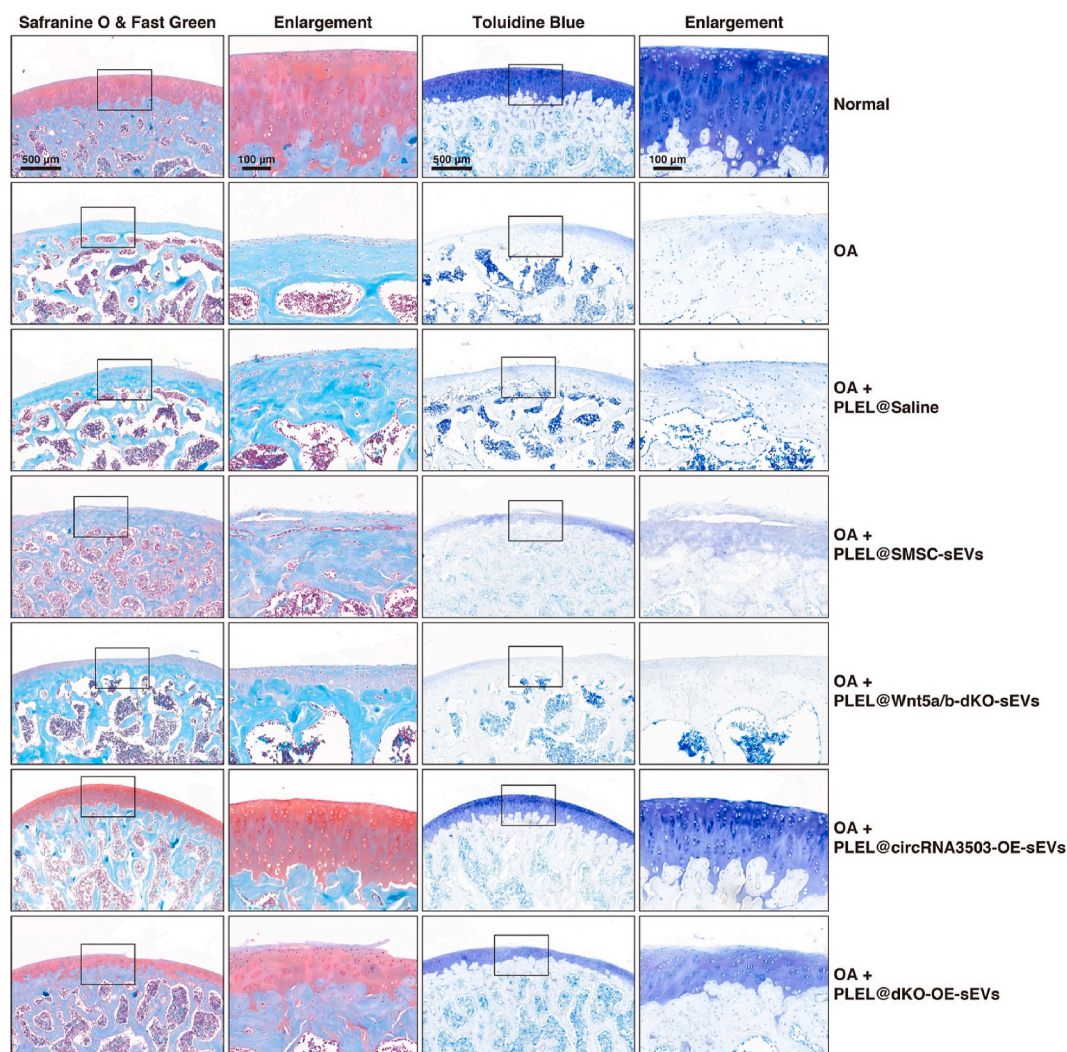 Safranine O & Fast Green
Enlargement
Toluidine Blue
Enlargement
500 µm
100 µm
500 µm
100 µm
Normal
OA
OA +
PLEL@Saline
OA +
PLEL@SMSC-sEVs
OA +
PLEL@Wnt5a/b-dKO-sEVs
OA +
PLEL@circRNA3503-OE-sEVs
OA +
PLEL@dKO-OE-sEVs